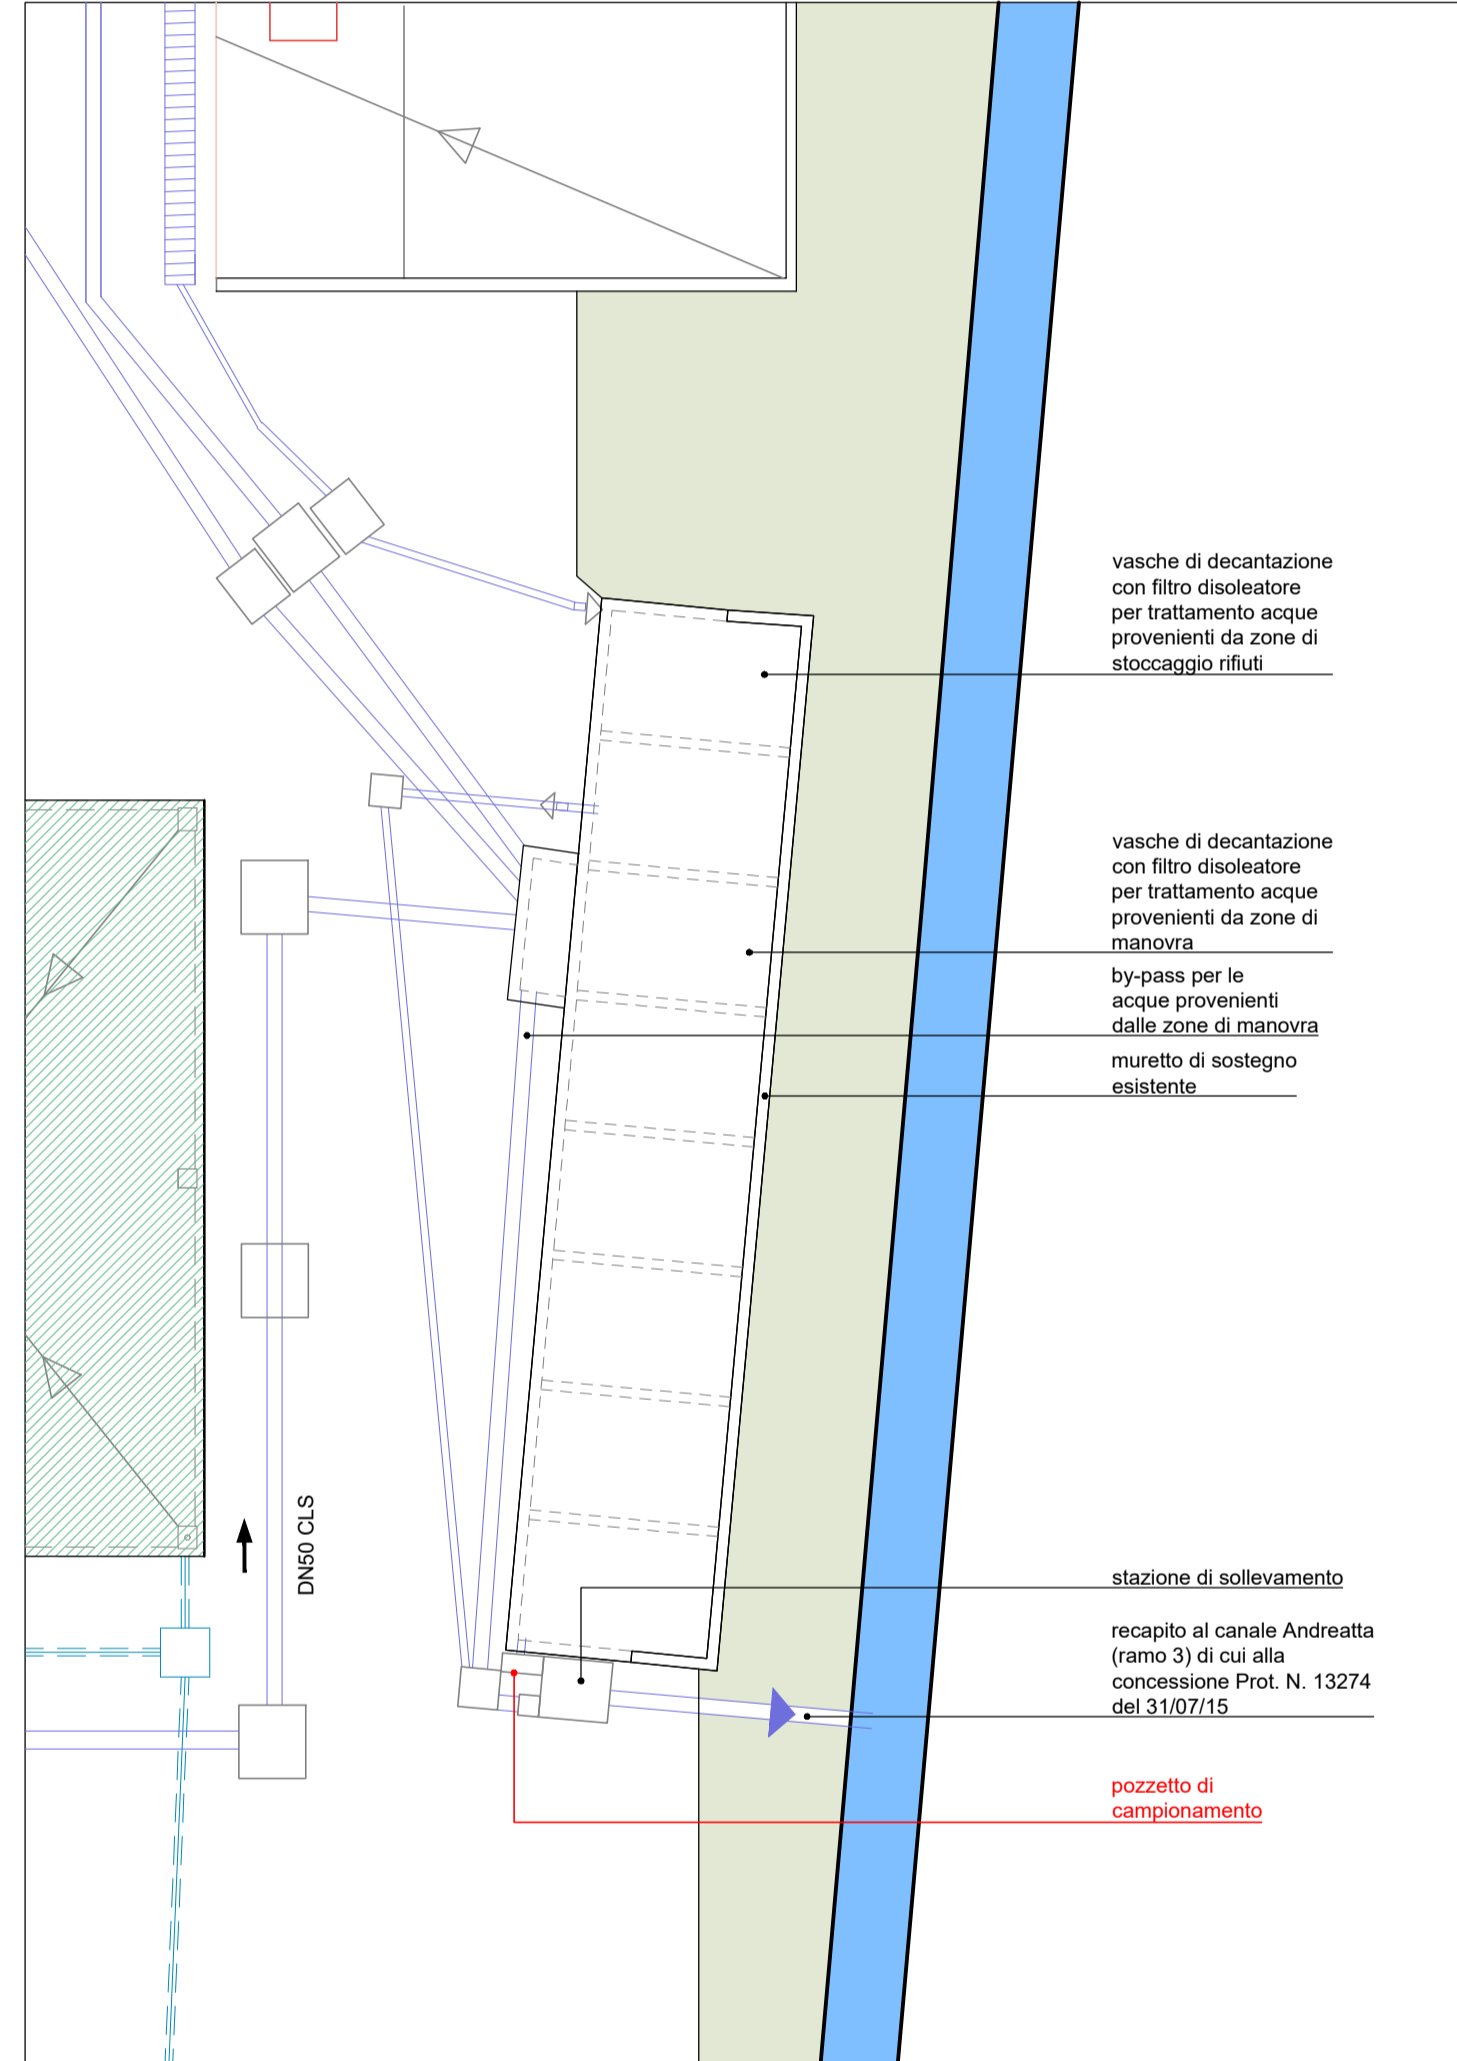 vasche di decantazione
con filtro disoleatore
per trattamento acque
provenienti da zone di
stoccaggio rifiuti
vasche di decantazione
con filtro disoleatore
per trattamento acque
provenienti da zone di
manovra
by-pass per le
acque provenienti
dalle zone di manovra
muretto di sostegno
esistente
DN50 CLS
stazione di sollevamento
recapito al canale Andreatta
(ramo 3) di cui alla
concessione Prot. N. 13274
del 31/07/15
pozzetto di
campionamento